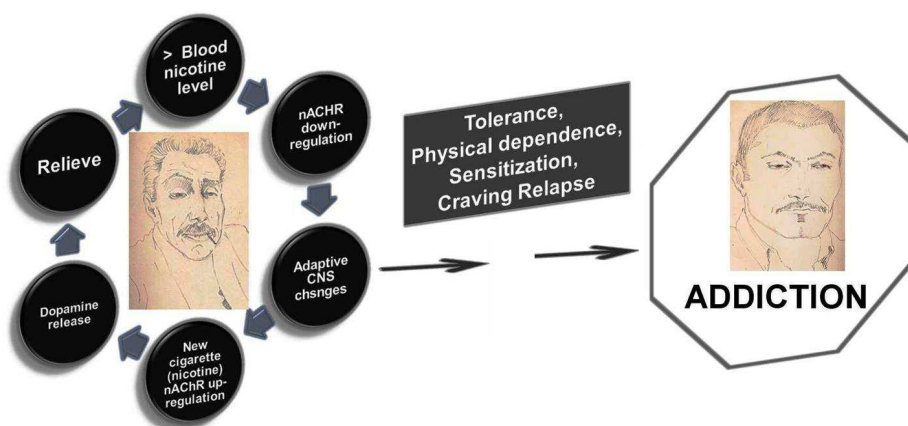 > Blood
nicotine
level
nACHR
down-
regulation
Adaptive
CNS
chsnges
New
cigarette
(nicotine)
nAChR up-
regulation
Dopamine
release
Relieve
Tolerance,
Physical dependence,
Sensitization,
Craving Relapse
ADDICTION